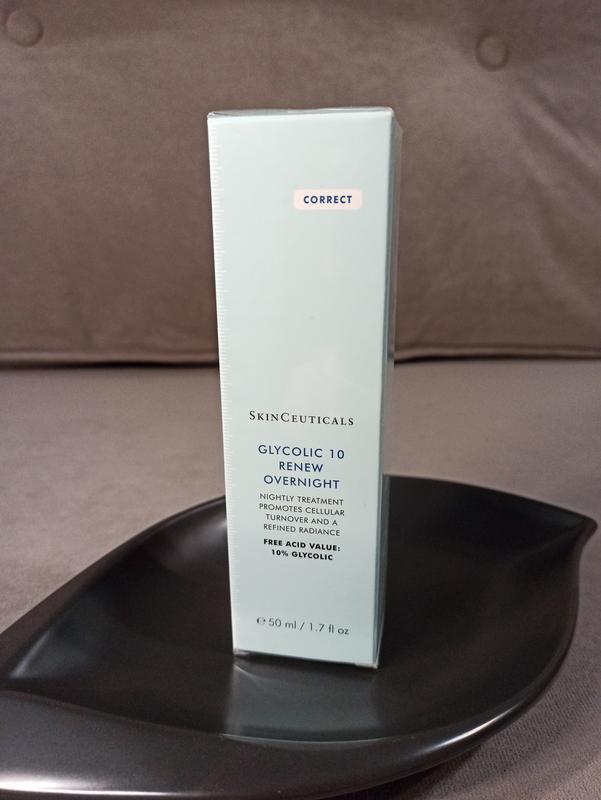 CORRECT
SKINCEUTICALS
GLYCOLIC 10
RENEW
OVERNIGHT
NIGHTLY TREATMENT
PROMOTES CELLULAR
TURNOVER AND A
REFINED RADIANCE
FREE ACID VALUE:
10% GLYCOLIC
℮ 50 ml / 1.7 fl oz